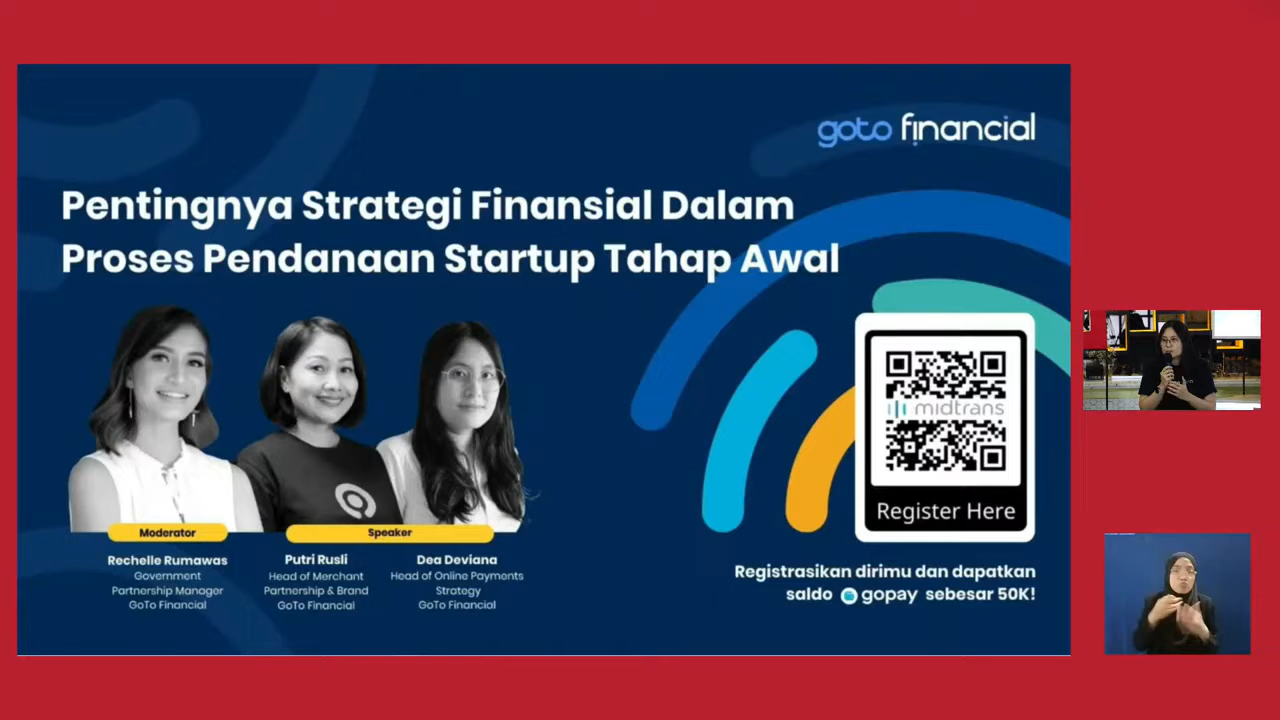 goto financial
Pentingnya Strategi Finansial Dalam
Proses Pendanaan Startup Tahap Awal
midtrans
Register Here
Moderator
Speaker
Rechelle Rumawas
Government
Partnership Manager
GoTo Financial
Putri Rusli
Head of Merchant
Partnership & Brand
GoTo Financial
Dea Deviana
Head of Online Payments
Strategy
GoTo Financial
Registrasikan dirimu dan dapatkan
saldo gopay sebesar 50K!